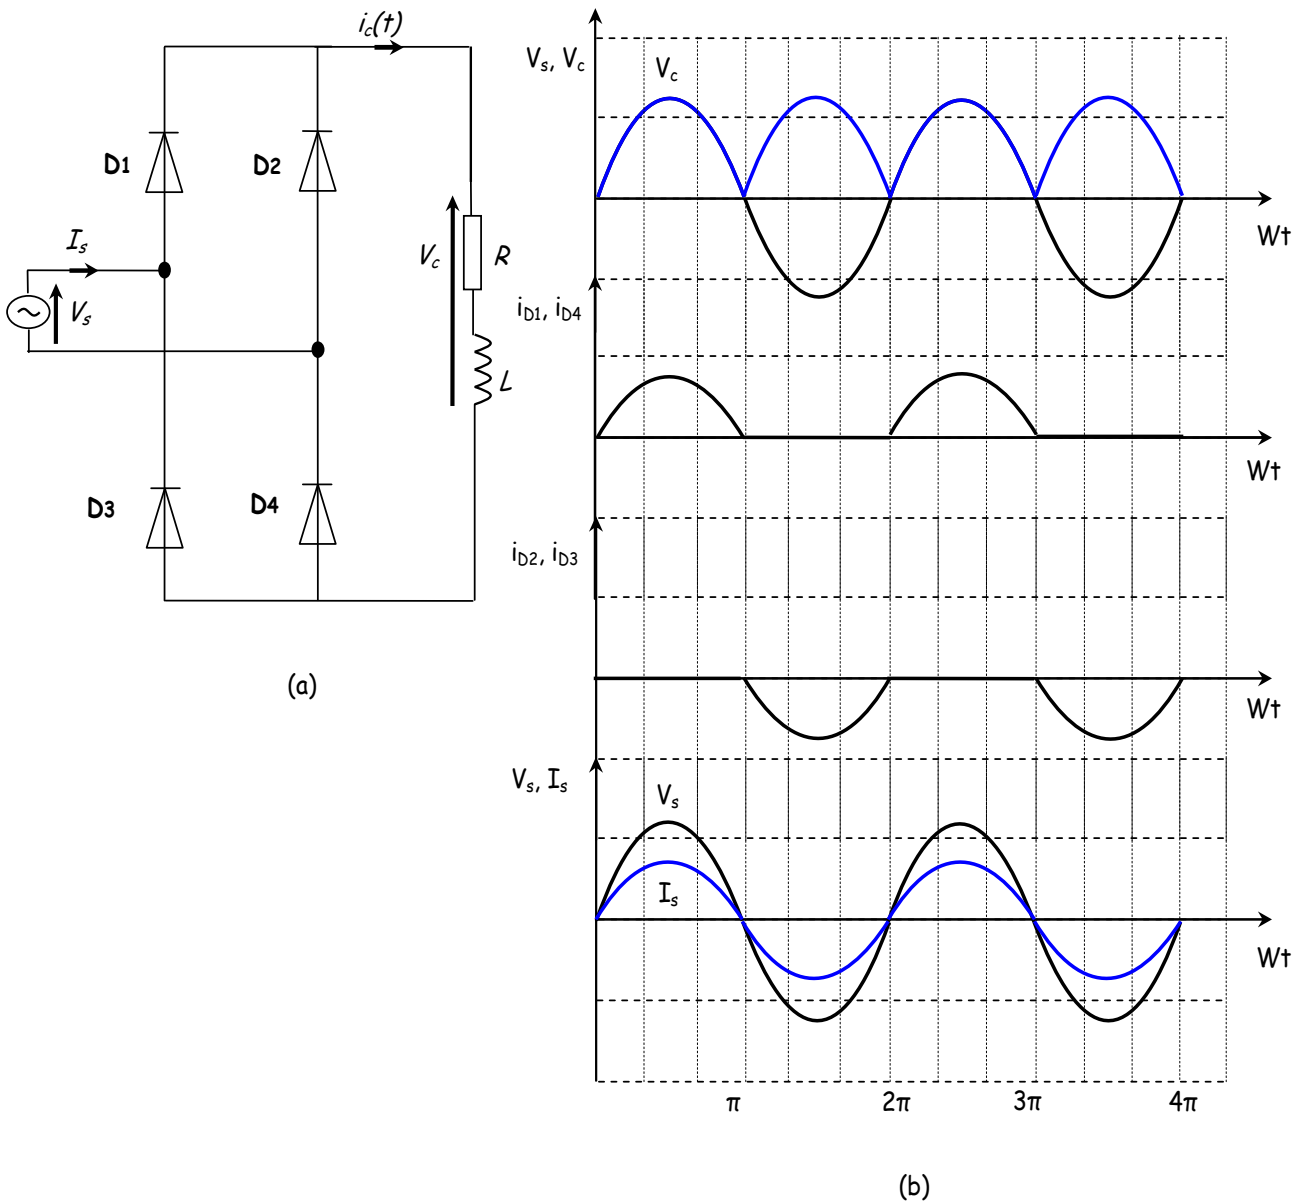 i_c(t)
D1
D2
I_s
V_s
V_c
R
L
D3
D4
(a)
V_s, V_c
V_c
Wt
i_D1, i_D4
Wt
i_D2, i_D3
Wt
V_s, I_s
V_s
I_s
Wt
π
2π
3π
4π
(b)